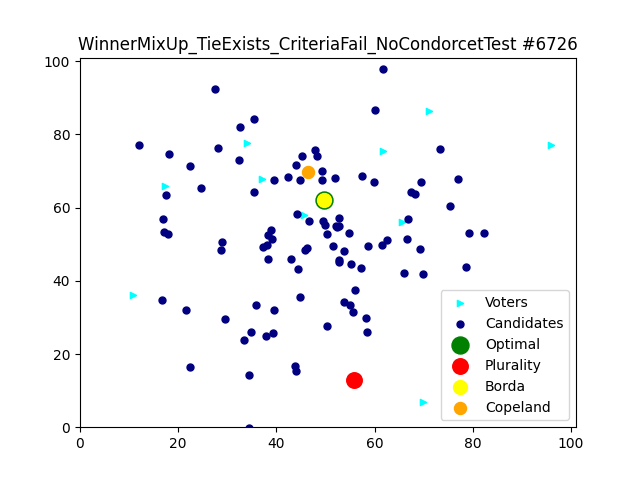 WinnerMixUp_TieExists_CriteriaFail_NoCondorcetTest #6726
100
80
60
40
20
0
Voters
Candidates
Optimal
Plurality
Borda
Copeland
0 20 40 60 80 100